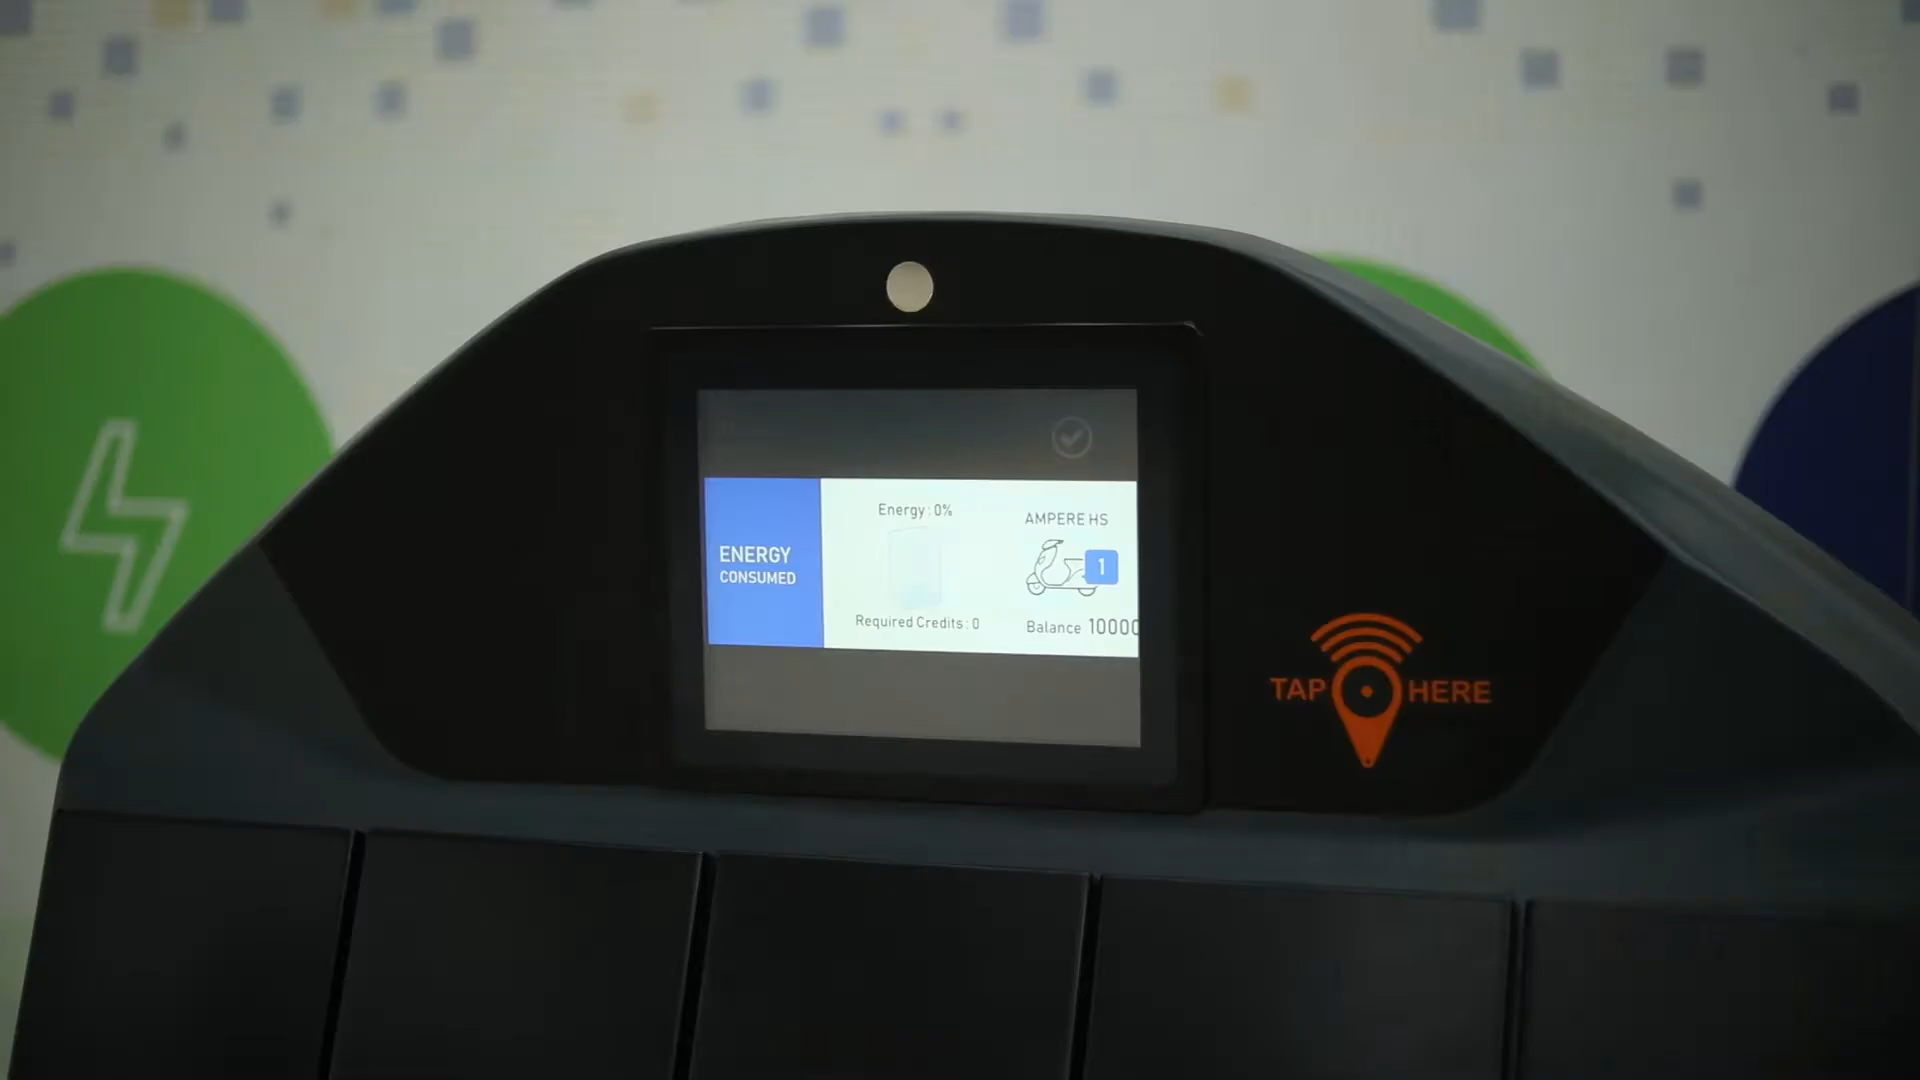 ENERGY
CONSUMED
Energy : 0%
Required Credits : 0
AMPERE HS
1
Balance 10000
TAP HERE